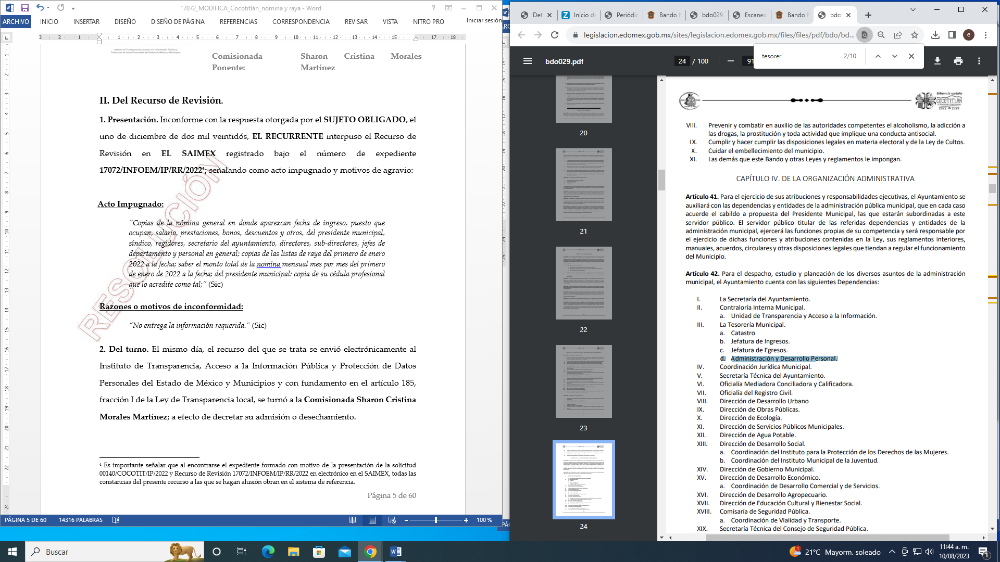 17072_MODIFICA_Cocotitlán_nómina y raya - Word
ARCHIVO INICIO INSERTAR DISEÑO DISEÑO DE PÁGINA REFERENCIAS CORRESPONDENCIA REVISAR VISTA NITRO PRO Iniciar sesión
Instituto de Transparencia, Acceso a la Información Pública y
Protección de Datos Personales del Estado de México y Municipios
Comisionada Sharon Cristina Morales
Ponente: Martínez
II. Del Recurso de Revisión.
1. Presentación. Inconforme con la respuesta otorgada por el SUJETO OBLIGADO, el
uno de diciembre de dos mil veintidós, EL RECURRENTE interpuso el Recurso de
Revisión en EL SAIMEX registrado bajo el número de expediente
17072/INFOEM/IP/RR/2022⁴; señalando como acto impugnado y motivos de agravio:
RESOLUCIÓN
Acto Impugnado:
“Copias de la nómina general en donde aparezcan fecha de ingreso, puesto que
ocupan, salario, prestaciones, bonos, descuentos y otros, del presidente municipal,
síndico, regidores, secretario del ayuntamiento, directores, sub-directores, jefes de
departamento y personal en general; copias de las listas de raya del primero de enero
2022 a la fecha; saber el monto total de la nomina mensual mes por mes del primero
de enero de 2022 a la fecha; del presidente municipal: copia de su cédula profesional
que lo acredite como tal;” (Sic)
Razones o motivos de inconformidad:
“No entrega la información requerida.” (Sic)
2. Del turno. El mismo día, el recurso del que se trata se envió electrónicamente al
Instituto de Transparencia, Acceso a la Información Pública y Protección de Datos
Personales del Estado de México y Municipios y con fundamento en el artículo 185,
fracción I de la Ley de Transparencia local, se turnó a la Comisionada Sharon Cristina
Morales Martínez; a efecto de decretar su admisión o desechamiento.
⁴ Es importante señalar que al encontrarse el expediente formado con motivo de la presentación de la solicitud
00140/COCOTIT/IP/2022 y Recurso de Revisión 17072/INFOEM/IP/RR/2022 en electrónico en el SAIMEX, todas las
constancias del presente recurso a las que se hagan alusión obran en el sistema de referencia.
Página 5 de 60
PÁGINA 5 DE 60 14316 PALABRAS 100 %
Det Inicio de Periódic Bando M bdo029 Escanec Bando M bdo
legislacion.edomex.gob.mx/sites/legislacion.edomex.gob.mx/files/files/pdf/bdo/bd... e
tesorer 2/10
bdo029.pdf 24 / 100 91
20
21
22
23
24
Gobierno de resultados
COCOTITLÁN
2022 2024
VIII. Prevenir y combatir en auxilio de las autoridades competentes el alcoholismo, la adicción a
las drogas, la prostitución y toda actividad que implique una conducta antisocial.
IX. Cumplir y hacer cumplir las disposiciones legales en materia electoral y de la Ley de Cultos.
X. Cuidar el embellecimiento del municipio.
XI. Las demás que este Bando y otras Leyes y reglamentos le impongan.
CAPÍTULO IV. DE LA ORGANIZACIÓN ADMINISTRATIVA
Artículo 41. Para el ejercicio de sus atribuciones y responsabilidades ejecutivas, el Ayuntamiento se
auxiliará con las dependencias y entidades de la administración pública municipal, que en cada caso
acuerde el cabildo a propuesta del Presidente Municipal, las que estarán subordinadas a este
servidor público. El servidor público titular de las referidas dependencias y entidades de la
administración municipal, ejercerá las funciones propias de su competencia y será responsable por
el ejercicio de dichas funciones y atribuciones contenidas en la Ley, sus reglamentos interiores,
manuales, acuerdos, circulares y otras disposiciones legales que tiendan a regular el funcionamiento
del Municipio.
Artículo 42. Para el despacho, estudio y planeación de los diversos asuntos de la administración
municipal, el Ayuntamiento cuenta con las siguientes Dependencias:
I. La Secretaría del Ayuntamiento.
II. Contraloría Interna Municipal.
a. Unidad de Transparencia y Acceso a la Información.
III. La Tesorería Municipal.
a. Catastro
b. Jefatura de Ingresos.
c. Jefatura de Egresos.
d. Administración y Desarrollo Personal.
IV. Coordinación Jurídica Municipal.
V. Secretaría Técnica del Ayuntamiento.
VI. Oficialía Mediadora Conciliadora y Calificadora.
VII. Oficialía del Registro Civil.
VIII. Dirección de Desarrollo Urbano
IX. Dirección de Obras Públicas.
X. Dirección de Ecología.
XI. Dirección de Servicios Públicos Municipales.
XII. Dirección de Agua Potable.
XIII. Dirección de Desarrollo Social.
a. Coordinación del Instituto para la Protección de los Derechos de las Mujeres.
b. Coordinación del Instituto Municipal de la Juventud.
XIV. Dirección de Gobierno Municipal.
XV. Dirección de Desarrollo Económico.
a. Coordinación de Desarrollo Comercial y de Servicios.
XVI. Dirección de Desarrollo Agropecuario.
XVII. Dirección de Educación Cultural y Bienestar Social.
XVIII. Comisaría de Seguridad Pública.
a. Coordinación de Vialidad y Transporte.
XIX. Secretaría Técnica del Consejo de Seguridad Pública.
Buscar
21°C Mayorm. soleado
11:44 a. m.
10/08/2023
1